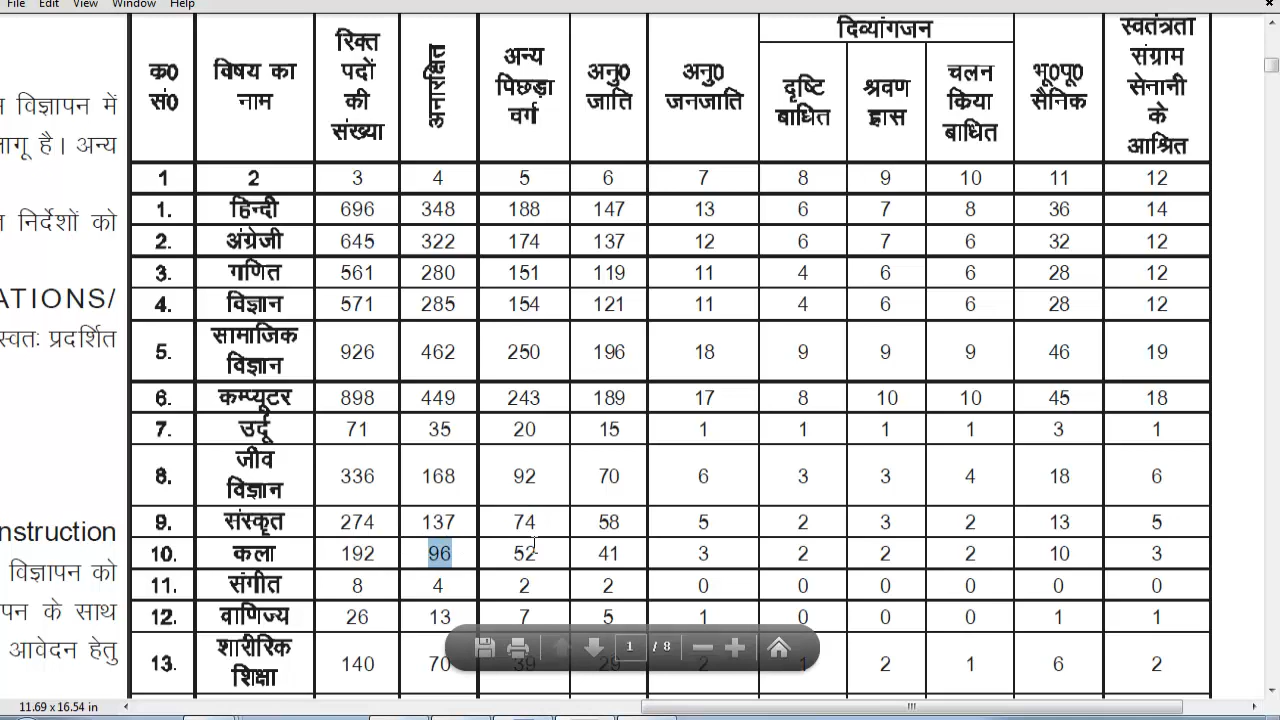 File Edit View Window Help
क0 सं0 विषय का नाम रिक्त पदों की संख्या अनारक्षित अन्य पिछड़ा वर्ग अनु0 जाति अनु0 जनजाति दिव्यांगजन दृष्टि बाधित श्रवण ह्रास चलन क्रिया बाधित भू0पू0 सैनिक स्वतंत्रता संग्राम सेनानी के आश्रित
1 2 3 4 5 6 7 8 9 10 11 12
1. हिन्दी 696 348 188 147 13 6 7 8 36 14
2. अंग्रेजी 645 322 174 137 12 6 7 6 32 12
3. गणित 561 280 151 119 11 4 6 6 28 12
4. विज्ञान 571 285 154 121 11 4 6 6 28 12
5. सामाजिक विज्ञान 926 462 250 196 18 9 9 9 46 19
6. कम्प्यूटर 898 449 243 189 17 8 10 10 45 18
7. उर्दू 71 35 20 15 1 1 1 1 3 1
8. जीव विज्ञान 336 168 92 70 6 3 3 4 18 6
9. संस्कृत 274 137 74 58 5 2 3 2 13 5
10. कला 192 96 52 41 3 2 2 2 10 3
11. संगीत 8 4 2 2 0 0 0 0 0 0
12. वाणिज्य 26 13 7 5 1 0 0 0 1 1
13. शारीरिक शिक्षा 140 70 39 29 2 1 2 1 6 2
विज्ञापन में
लागू है। अन्य
निर्देशों को
ATIONS/
स्वतः प्रदर्शित
nstruction
विज्ञापन को
पन के साथ
आवेदन हेतु
1 / 8
11.69 x 16.54 in